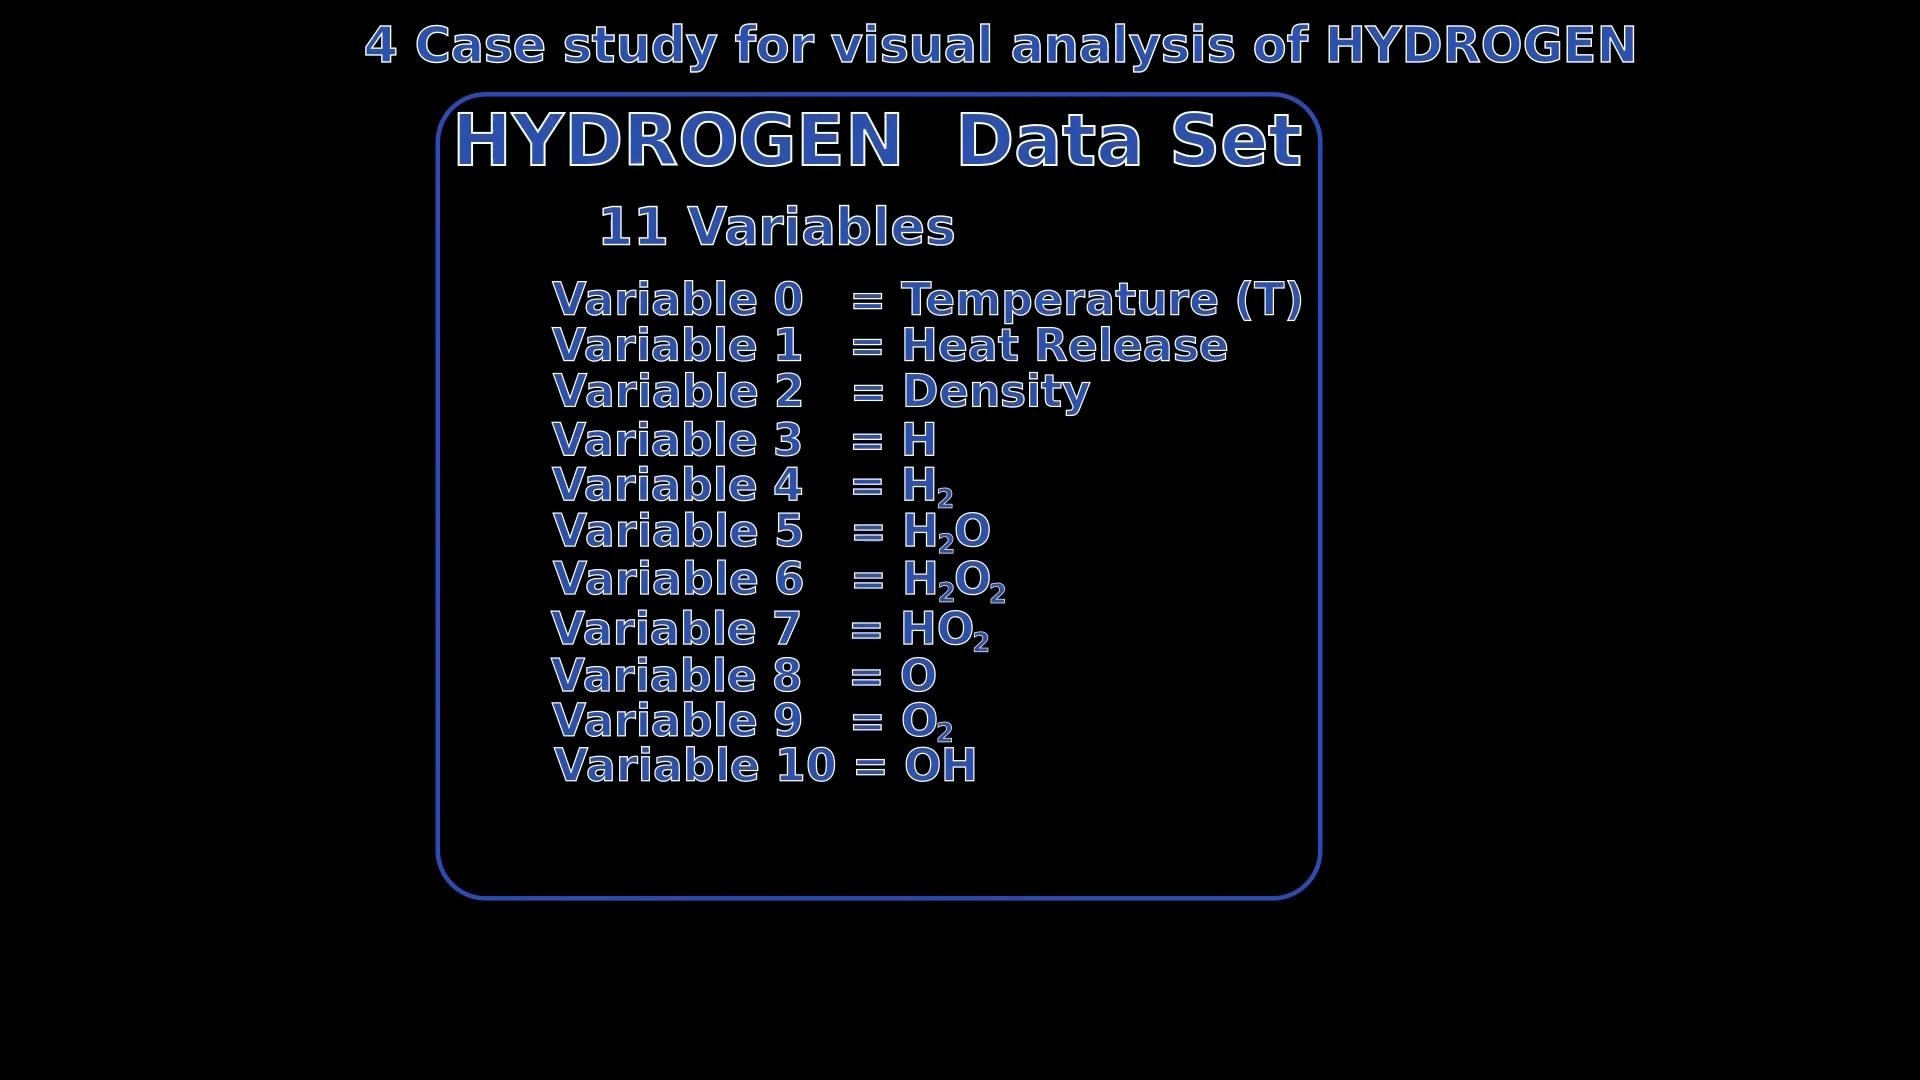 4 Case study for visual analysis of HYDROGEN
HYDROGEN Data Set
11 Variables
Variable 0 = Temperature (T)
Variable 1 = Heat Release
Variable 2 = Density
Variable 3 = H
Variable 4 = H₂
Variable 5 = H₂O
Variable 6 = H₂O₂
Variable 7 = HO₂
Variable 8 = O
Variable 9 = O₂
Variable 10 = OH